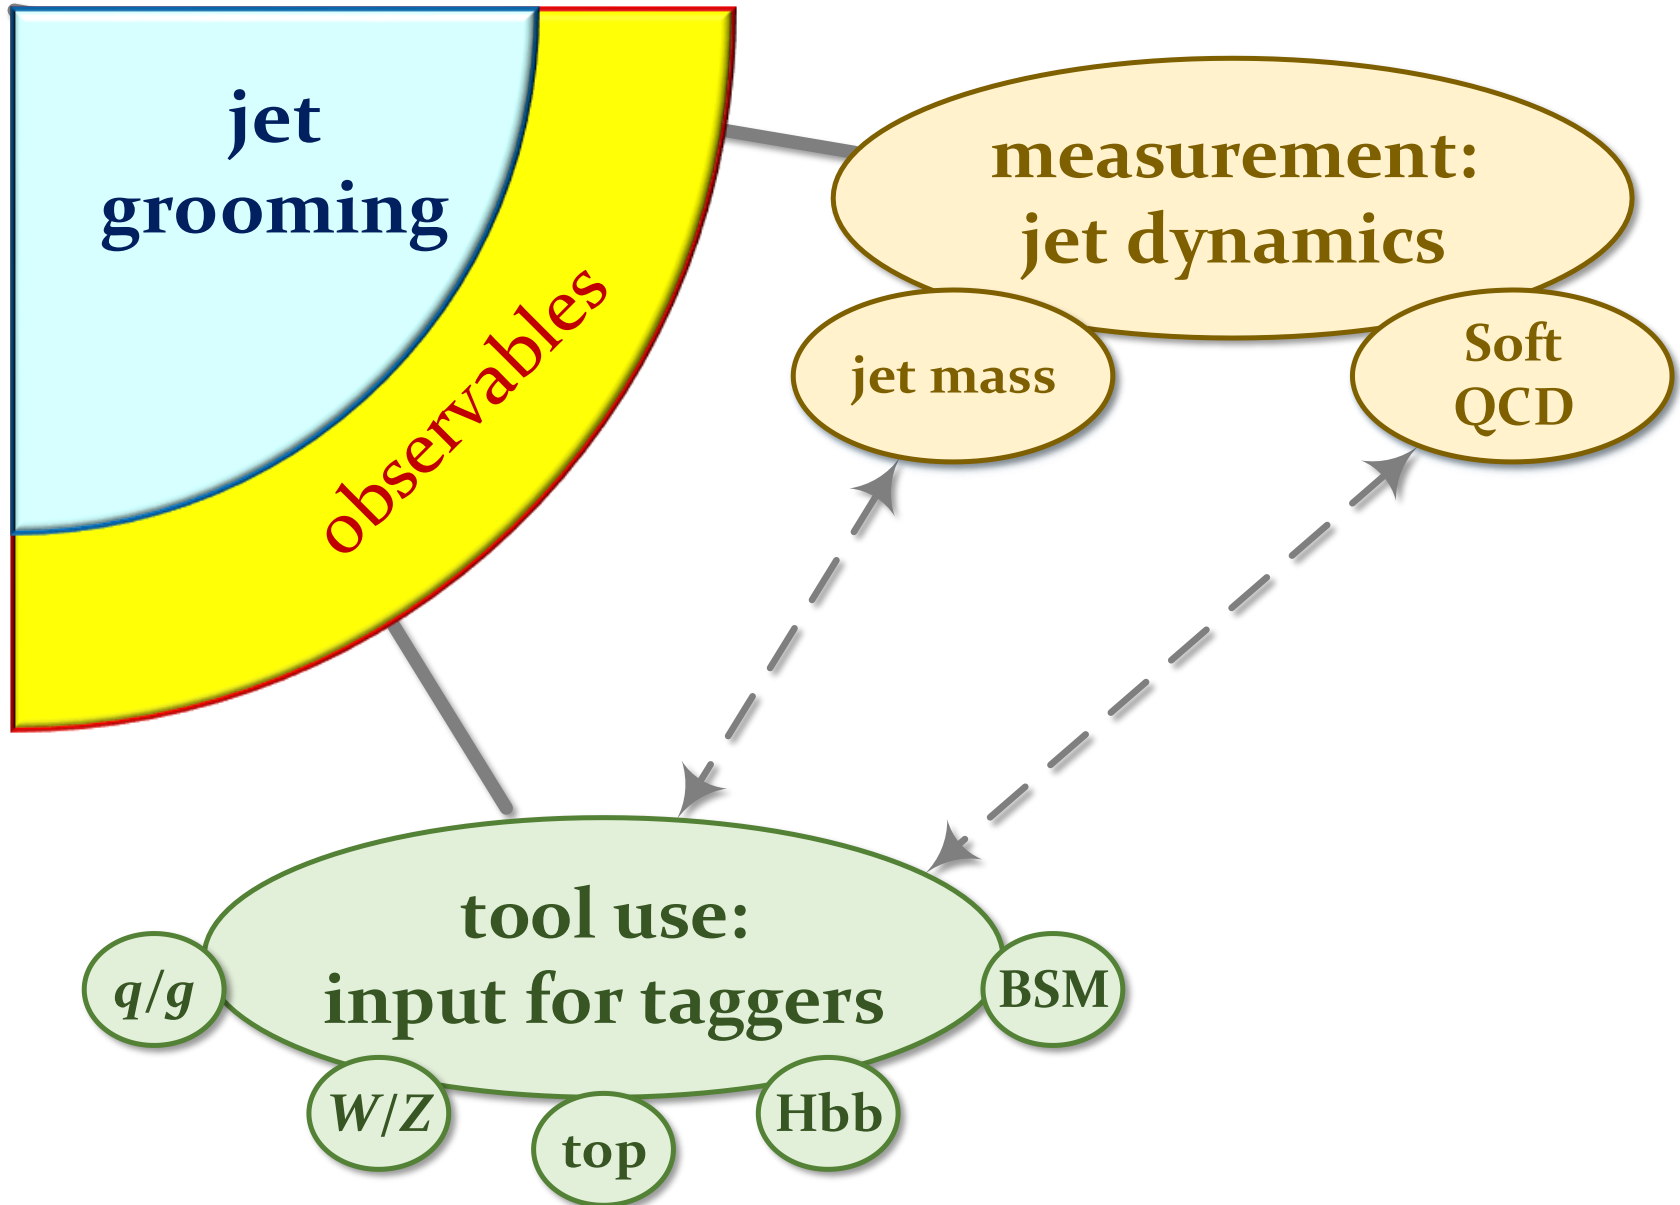 jet
grooming
observables
measurement:
jet dynamics
jet mass
Soft
QCD
tool use:
input for taggers
q/g
W/Z
top
Hbb
BSM